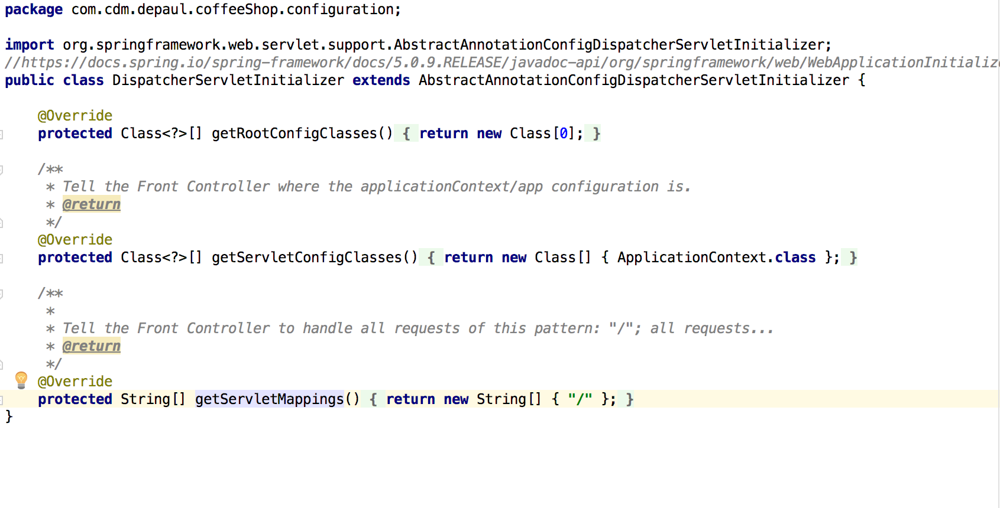 package com.cdm.depaul.coffeeShop.configuration;
import org.springframework.web.servlet.support.AbstractAnnotationConfigDispatcherServletInitializer;
//https://docs.spring.io/spring-framework/docs/5.0.9.RELEASE/javadoc-api/org/springframework/web/WebApplicationInitialize
public class DispatcherServletInitializer extends AbstractAnnotationConfigDispatcherServletInitializer {
@Override
protected Class<?>[] getRootConfigClasses() { return new Class[0]; }
/**
* Tell the Front Controller where the applicationContext/app configuration is.
* @return
*/
@Override
protected Class<?>[] getServletConfigClasses() { return new Class[] { ApplicationContext.class }; }
/**
*
* Tell the Front Controller to handle all requests of this pattern: "/"; all requests...
* @return
*/
@Override
protected String[] getServletMappings() { return new String[] { "/" }; }
}